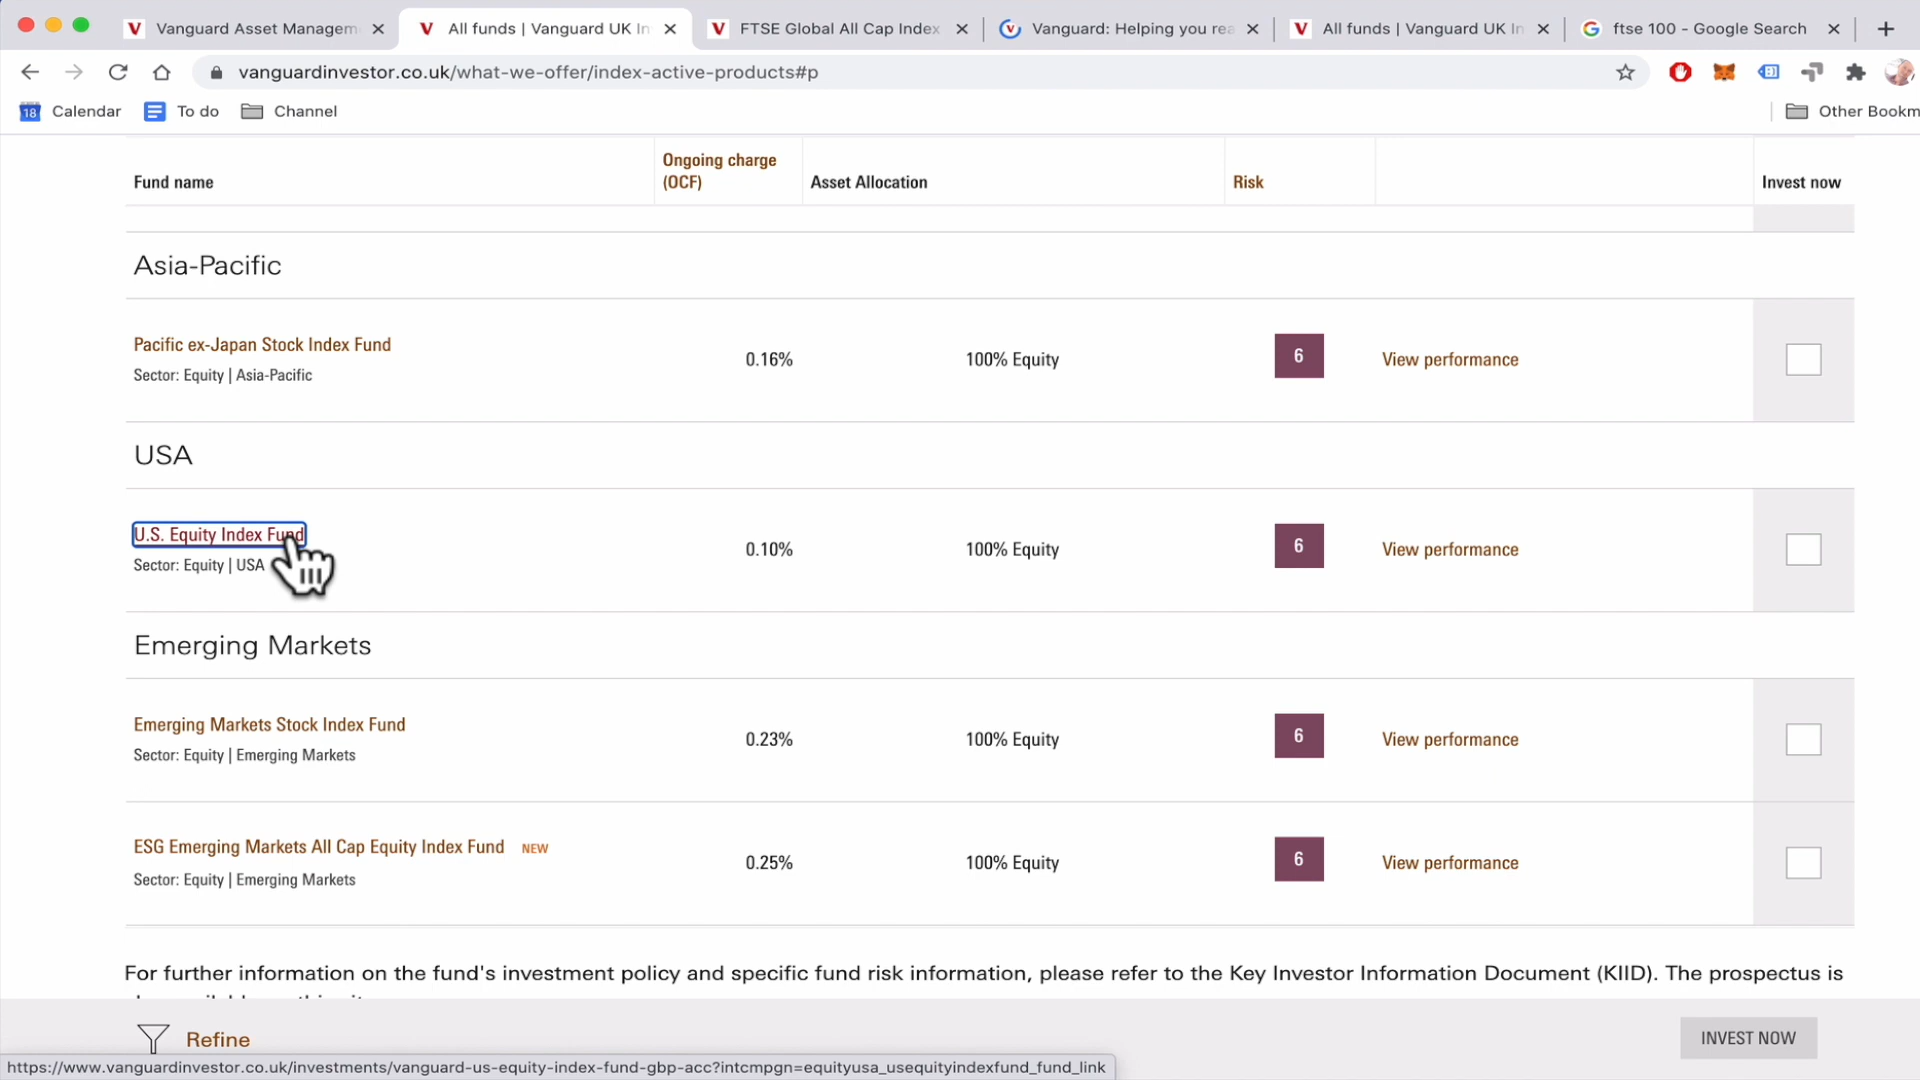 Vanguard Asset Managem
All funds | Vanguard UK In
FTSE Global All Cap Index
Vanguard: Helping you rea
All funds | Vanguard UK In
ftse 100 - Google Search
vanguardinvestor.co.uk/what-we-offer/index-active-products#p
18 Calendar
To do
Channel
Other Bookm
Fund name
Ongoing charge (OCF)
Asset Allocation
Risk
Invest now
Asia-Pacific
Pacific ex-Japan Stock Index Fund
Sector: Equity | Asia-Pacific
0.16%
100% Equity
6
View performance
USA
U.S. Equity Index Fund
Sector: Equity | USA
0.10%
100% Equity
6
View performance
Emerging Markets
Emerging Markets Stock Index Fund
Sector: Equity | Emerging Markets
0.23%
100% Equity
6
View performance
ESG Emerging Markets All Cap Equity Index Fund NEW
Sector: Equity | Emerging Markets
0.25%
100% Equity
6
View performance
For further information on the fund's investment policy and specific fund risk information, please refer to the Key Investor Information Document (KIID). The prospectus is
Refine
INVEST NOW
https://www.vanguardinvestor.co.uk/investments/vanguard-us-equity-index-fund-gbp-acc?intcmpgn=equityusa_usequityindexfund_fund_link